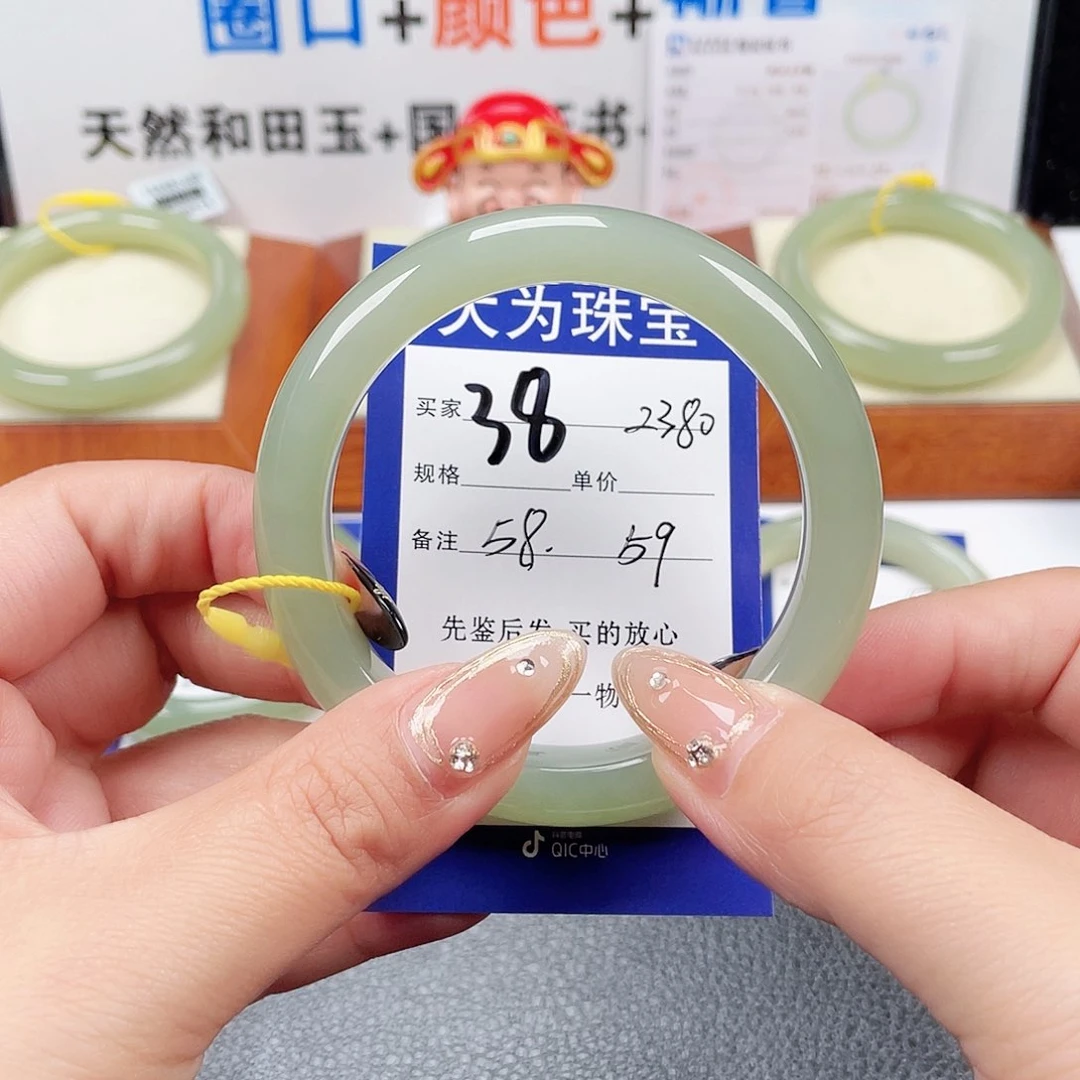 圈口+颜色+
天然和田玉+国 书
天为珠宝
买家 38 2380
规格 单价
备注 58. 59
先鉴后发 买的放心
一物
QIC中心